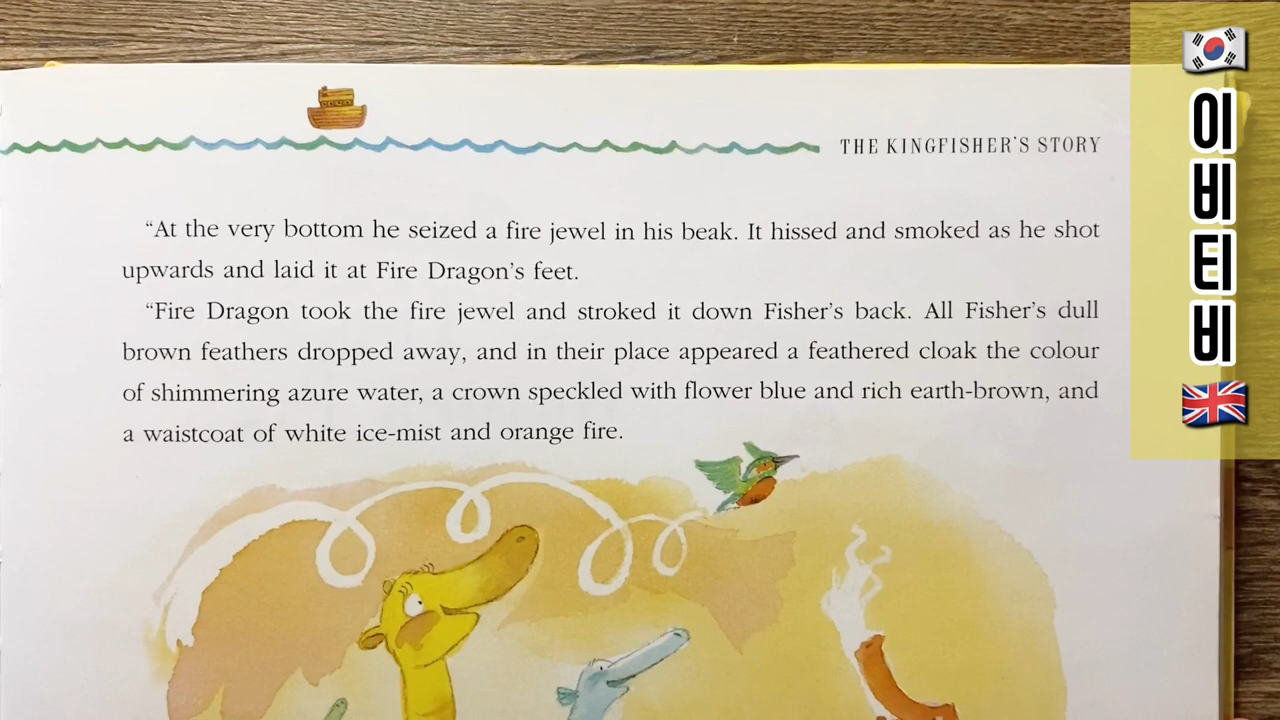 THE KINGFISHER'S STORY
“At the very bottom he seized a fire jewel in his beak. It hissed and smoked as he shot
upwards and laid it at Fire Dragon's feet.
“Fire Dragon took the fire jewel and stroked it down Fisher's back. All Fisher's dull
brown feathers dropped away, and in their place appeared a feathered cloak the colour
of shimmering azure water, a crown speckled with flower blue and rich earth-brown, and
a waistcoat of white ice-mist and orange fire.
이비티비